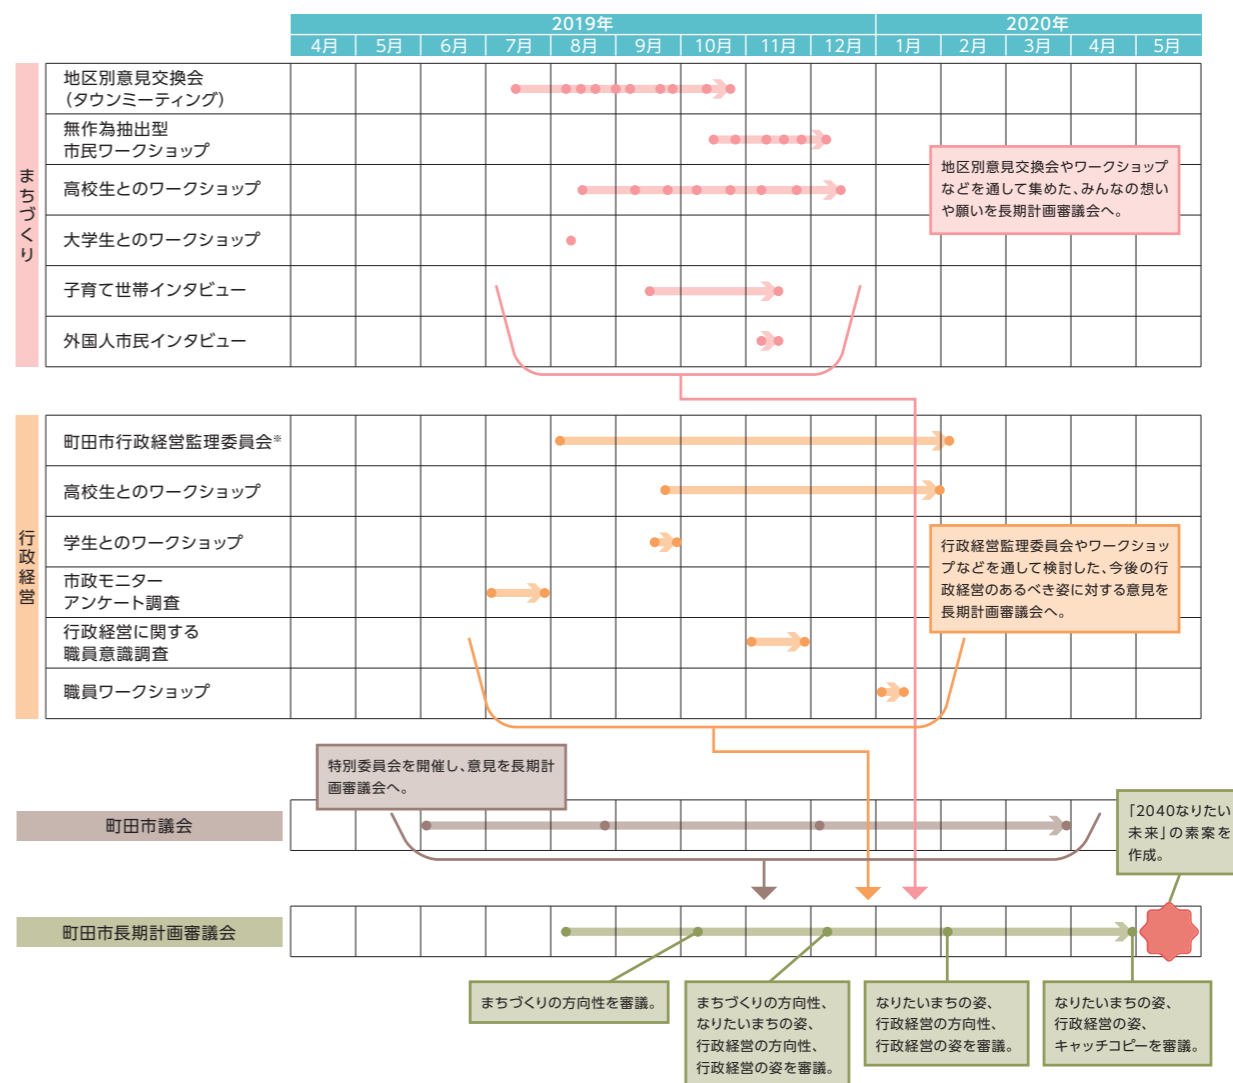 2019年
2020年
4月
5月
6月
7月
8月
9月
10月
11月
12月
1月
2月
3月
4月
5月
まちづくり
地区別意見交換会
（タウンミーティング）
無作為抽出型
市民ワークショップ
高校生とのワークショップ
大学生とのワークショップ
子育て世帯インタビュー
外国人市民インタビュー
地区別意見交換会やワークショップ
などを通して集めた、みんなの想い
や願いを長期計画審議会へ。
行政経営
町田市行政経営監理委員会※
高校生とのワークショップ
学生とのワークショップ
市政モニター
アンケート調査
行政経営に関する
職員意識調査
職員ワークショップ
行政経営監理委員会やワークショッ
プなどを通して検討した、今後の行
政経営のあるべき姿に対する意見を
長期計画審議会へ。
特別委員会を開催し、意見を長期計
画審議会へ。
町田市議会
「2040なりたい
未来」の素案を
作成。
町田市長期計画審議会
まちづくりの方向性を審議。
まちづくりの方向性、
なりたいまちの姿、
行政経営の方向性、
行政経営の姿を審議。
なりたいまちの姿、
行政経営の方向性、
行政経営の姿を審議。
なりたいまちの姿、
行政経営の姿、
キャッチコピーを審議。